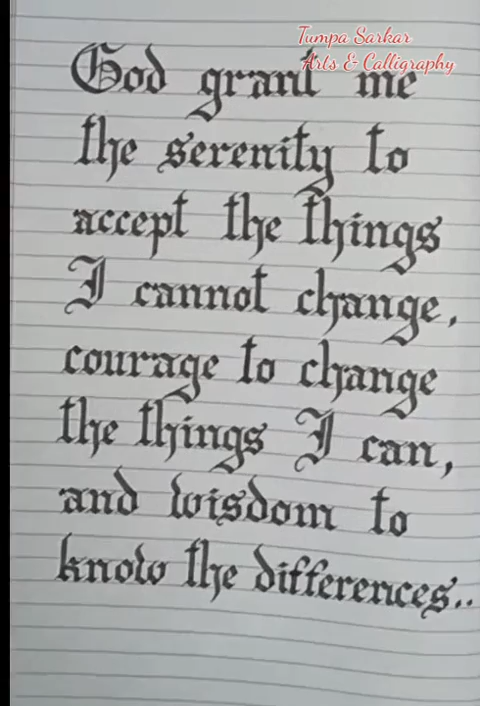 Tumpa Sarkar
Arts & Calligraphy
God grant me
the serenity to
accept the things
I cannot change,
courage to change
the things I can,
and wisdom to
know the differences..